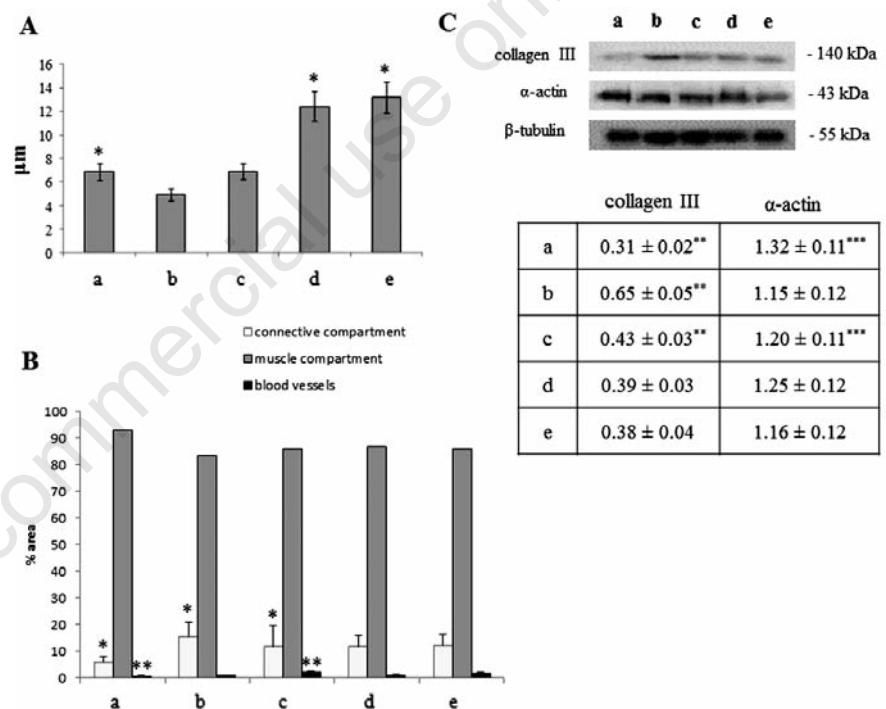 A
16
14
12
10
8
6
4
2
0
µm
*
*
*
a b c d e
B
connective compartment
muscle compartment
blood vessels
100
90
80
70
60
50
40
30
20
10
0
% area
*
**
*
*
**
a b c d e
C
a b c d e
collagen III - 140 kDa
α-actin - 43 kDa
β-tubulin - 55 kDa
collagen III α-actin
a 0.31 ± 0.02** 1.32 ± 0.11***
b 0.65 ± 0.05** 1.15 ± 0.12
c 0.43 ± 0.03** 1.20 ± 0.11***
d 0.39 ± 0.03 1.25 ± 0.12
e 0.38 ± 0.04 1.16 ± 0.12
commercial use on